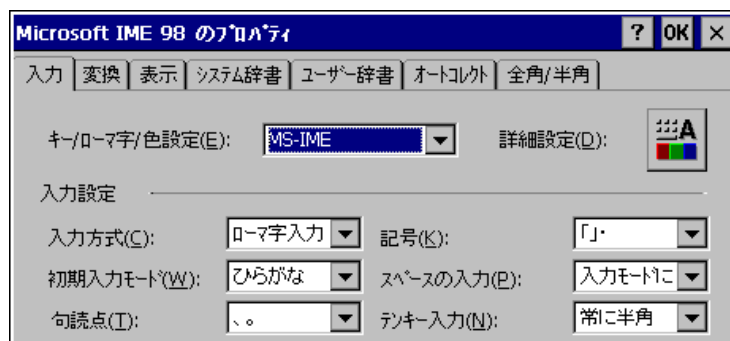 Microsoft IME 98 のﾌﾟﾛﾊﾟﾃｨ ? OK ×
入力 変換 表示 ｼｽﾃﾑ辞書 ﾕｰｻﾞｰ辞書 ｵｰﾄｺﾚｸﾄ 全角/半角
ｷｰ/ﾛｰﾏ字/色設定(E): MS-IME 詳細設定(D): A
入力設定
入力方式(C): ﾛｰﾏ字入力 記号(K): ｢｣･
初期入力ﾓｰﾄﾞ(W): ひらがな ｽﾍﾟｰｽの入力(P): 入力ﾓｰﾄﾞに
句読点(T): ､｡ ﾃﾝｷｰ入力(N): 常に半角